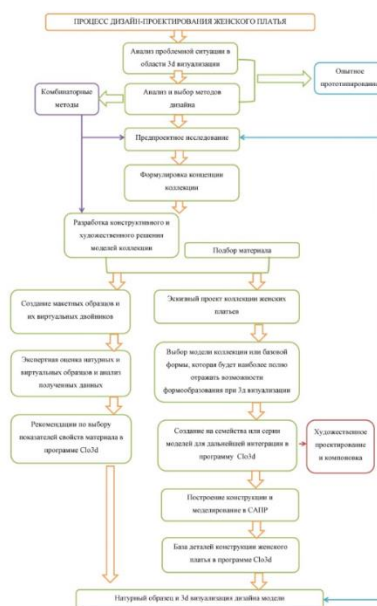 ПРОЦЕСС ДИЗАЙН-ПРОЕКТИРОВАНИЯ ЖЕНСКОГО ПЛАТЬЯ
Анализ проблемной ситуации в
области 3d визуализации
Комбинаторные
методы
Анализ и выбор методов
дизайна
Опытное
прототипирование
Предпроектное исследование
Формулировка концепции
коллекции
Разработка конструктивного и
художественного решения
моделей коллекции
Подбор материала
Создание макетных образцов и
их виртуальных двойников
Экспертная оценка натурных и
виртуальных образцов и анализ
полученных данных
Рекомендации по выбору
показателей свойств материала в
программе Clo3d
Эскизный проект коллекции женских
платьев
Выбор модели коллекции или базовой
формы, которая будет наиболее полно
отражать возможности
формообразования при 3д визуализации
Создание на семейства или серии
моделей для дальнейшей интеграции в
программу Clo3d
Художественное
проектирование
и компоновка
Построение конструкции и
моделирование в САПР
База деталей конструкции женского
платья в программе Clo3d
Натурный образец и 3d визуализация дизайна модели